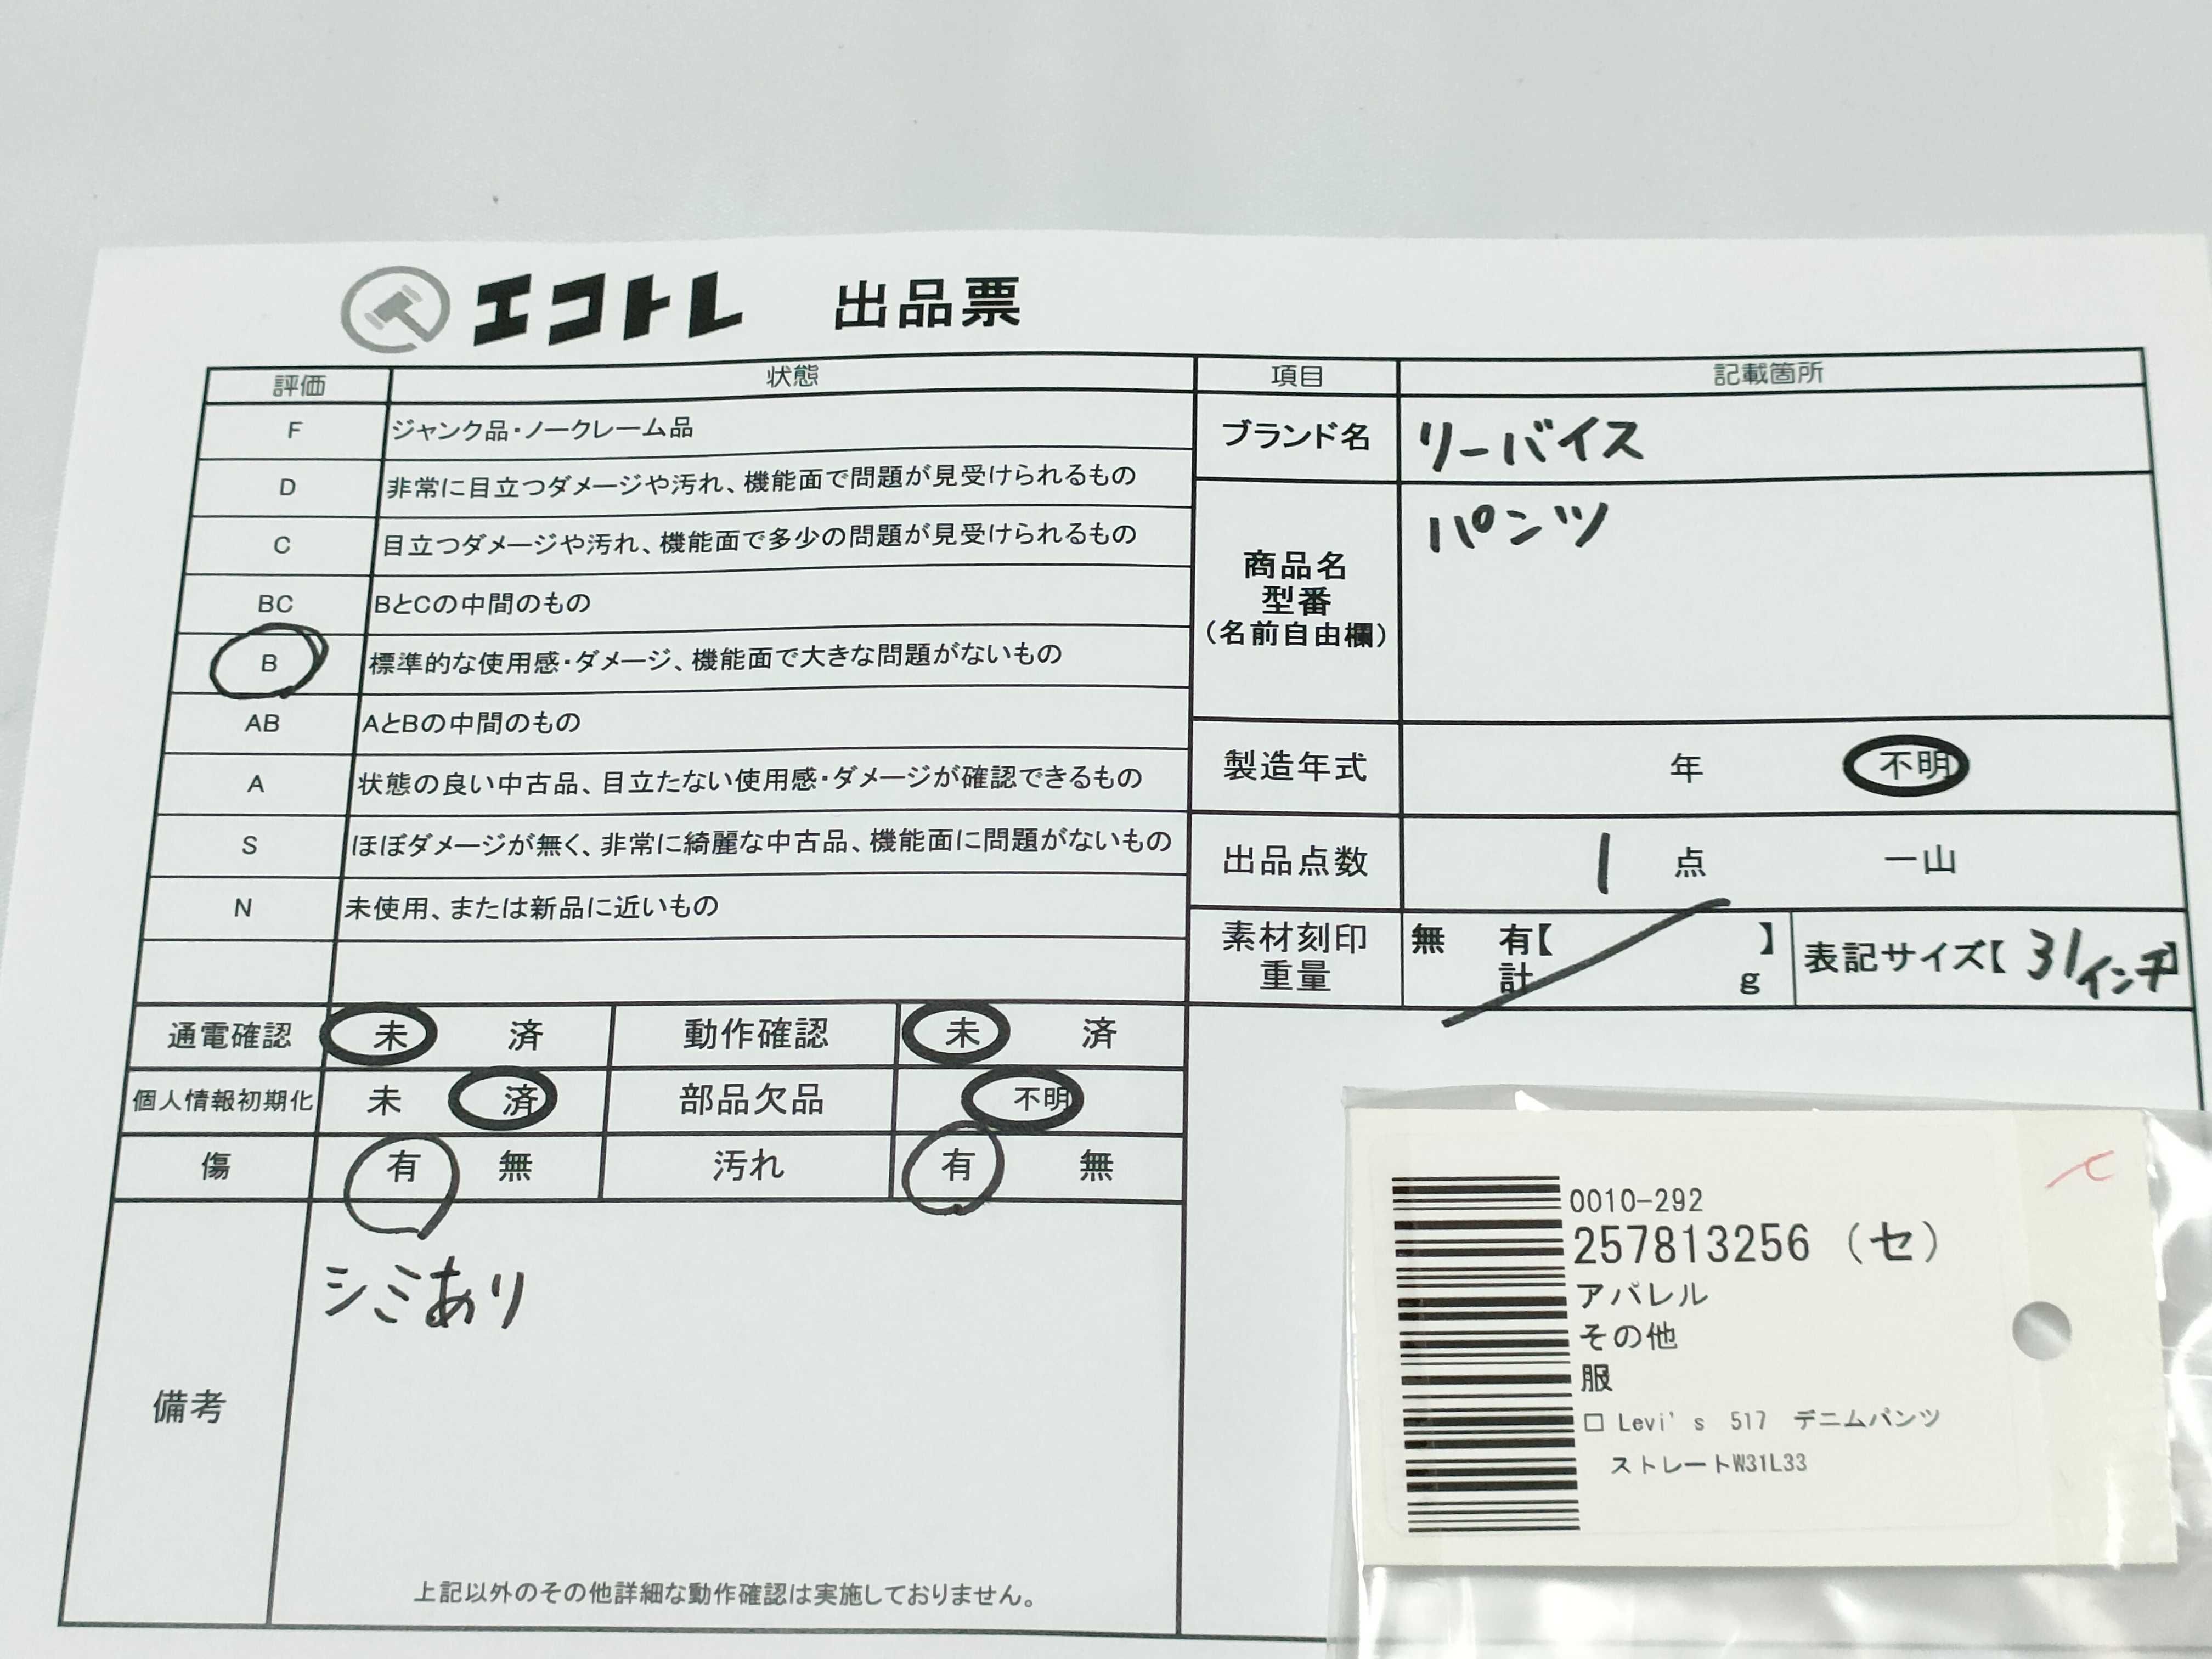 エコトレ 出品票
評価 状態
F ジャンク品・ノークレーム品
D 非常に目立つダメージや汚れ、機能面で問題が見受けられるもの
C 目立つダメージや汚れ、機能面で多少の問題が見受けられるもの
BC BとCの中間のもの
B 標準的な使用感・ダメージ、機能面で大きな問題がないもの
AB AとBの中間のもの
A 状態の良い中古品、目立たない使用感・ダメージが確認できるもの
S ほぼダメージが無く、非常に綺麗な中古品、機能面に問題がないもの
N 未使用、または新品に近いもの
項目 記載箇所
ブランド名 リーバイス
商品名
型番
(名前自由欄)
パンツ
製造年式 年 不明
出品点数 1 点 一山
素材刻印
重量
無 有【 】
計 g
表記サイズ【 31インチ】
通電確認 未 済 動作確認 未 済
個人情報初期化 未 済 部品欠品 不明
傷 有 無 汚れ 有 無
備考
シミあり
上記以外のその他詳細な動作確認は実施しておりません。
0010-292
257813256 (セ)
アパレル
その他
服
□ Levi's 517 デニムパンツ
ストレートW31L33